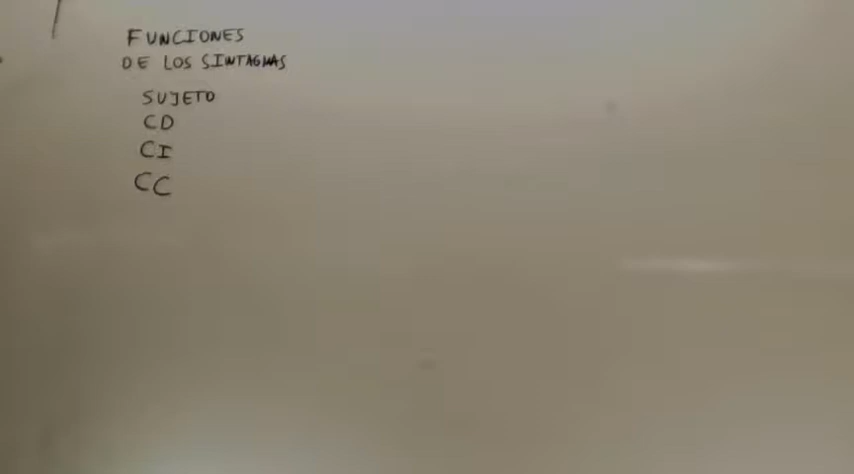 FUNCIONES
DE LOS SINTAGMAS
SUJETO
CD
CI
CC